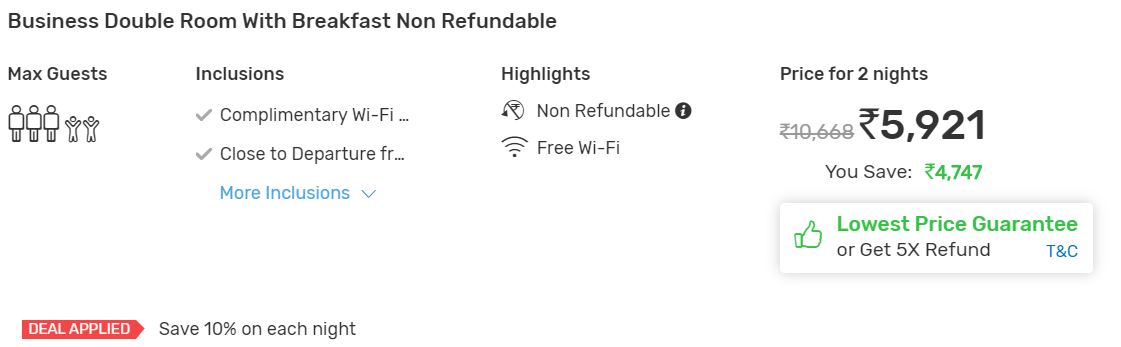 Business Double Room With Breakfast Non Refundable
Max Guests
Inclusions
Complimentary Wi-Fi ...
Close to Departure fr...
More Inclusions
Highlights
Non Refundable
Free Wi-Fi
Price for 2 nights
₹10,668 ₹5,921
You Save: ₹4,747
Lowest Price Guarantee
or Get 5X Refund T&C
DEAL APPLIED Save 10% on each night